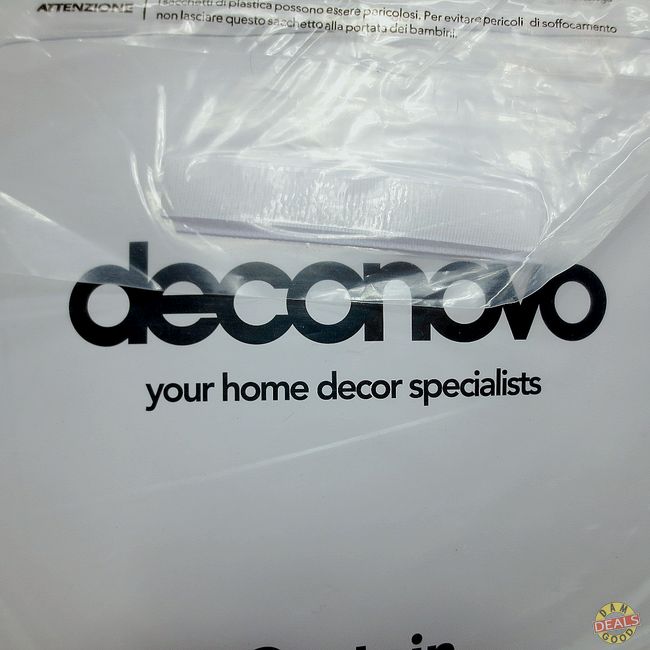 ATTENZIONE
I sacchetti di plastica possono essere pericolosi. Per evitare pericoli di soffocamento
non lasciare questo sacchetto alla portata dei bambini.
deconovo
your home decor specialists
DAM
DEALS
GOOD